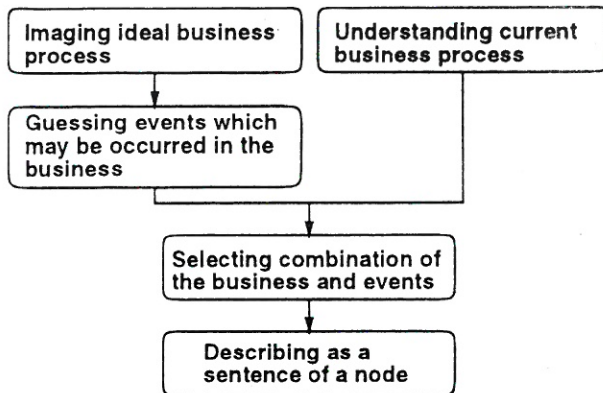 Imaging ideal business
process
Understanding current
business process
Guessing events which
may be occurred in the
business
Selecting combination of
the business and events
Describing as a
sentence of a node